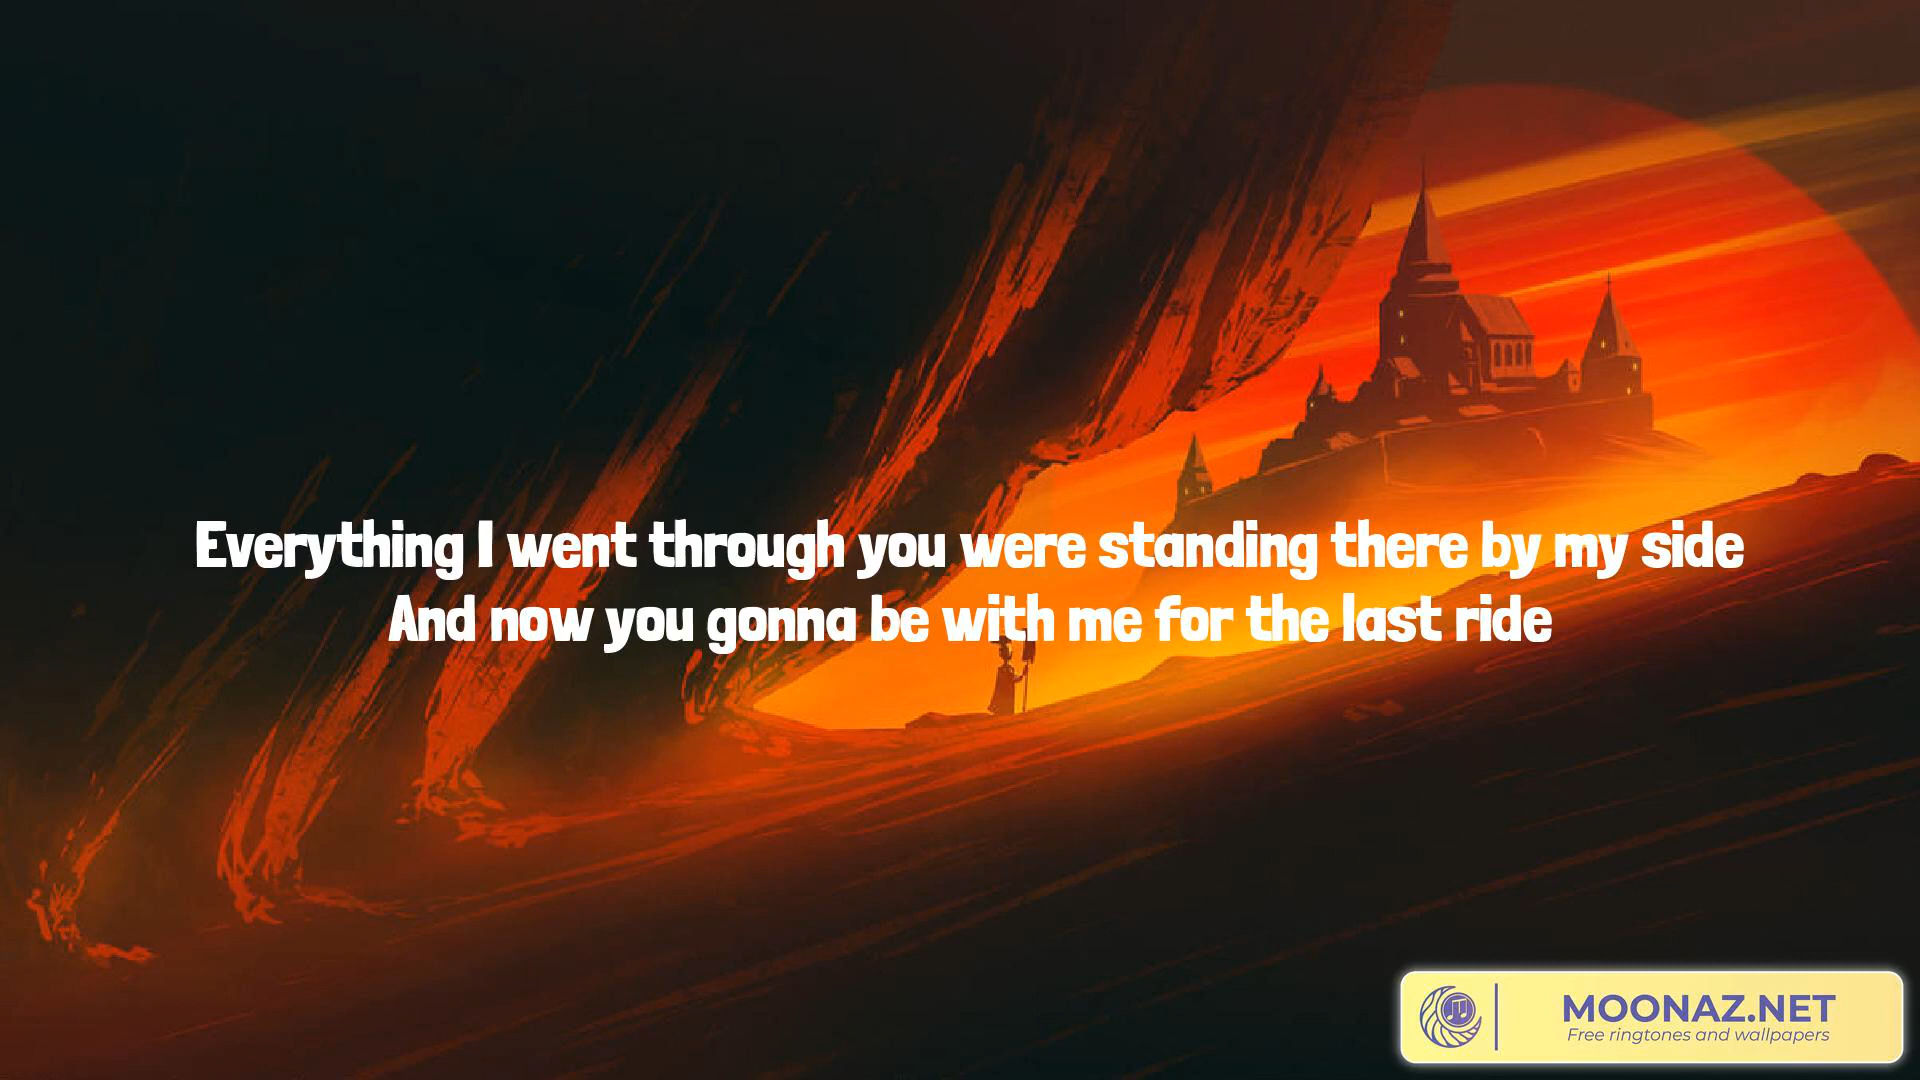 Everything I went through you were standing there by my side
And now you gonna be with me for the last ride
MOONAZ.NET
Free ringtones and wallpapers